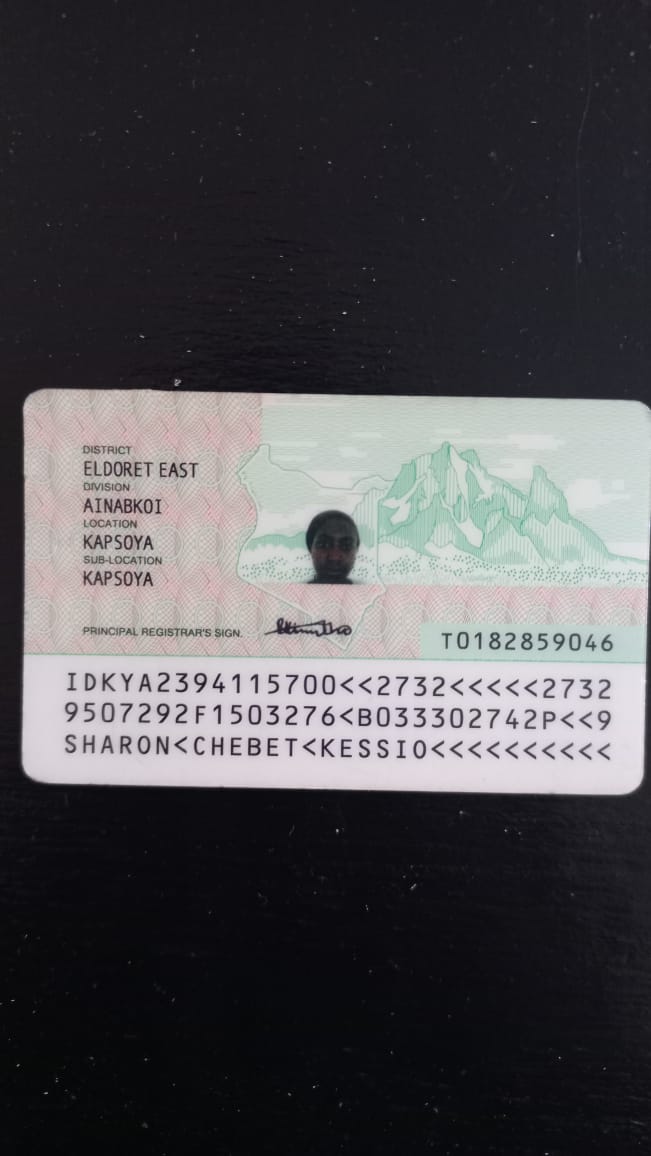 DISTRICT
ELDORET EAST
DIVISION
AINABKOI
LOCATION
KAPSOYA
SUB-LOCATION
KAPSOYA
PRINCIPAL REGISTRAR'S SIGN.
T0182859046
IDKYA2394115700<<2732<<<<<2732
9507292F1503276<B033302742P<<9
SHARON<CHEBET<KESSIO<<<<<<<<<<